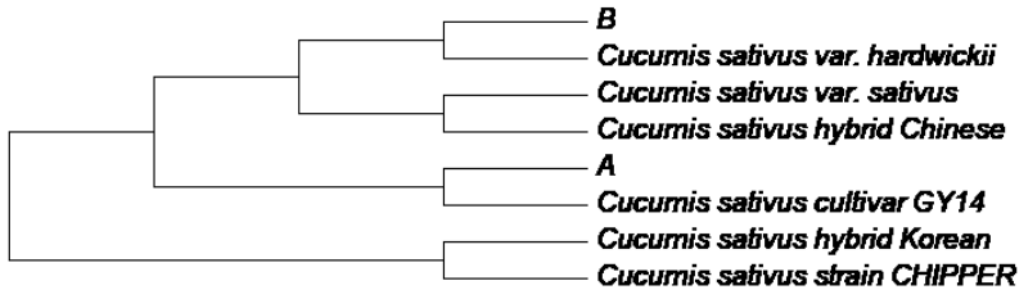 B
Cucumis sativus var. hardwickii
Cucumis sativus var. sativus
Cucumis sativus hybrid Chinese
A
Cucumis sativus cultivar GY14
Cucumis sativus hybrid Korean
Cucumis sativus strain CHIPPER